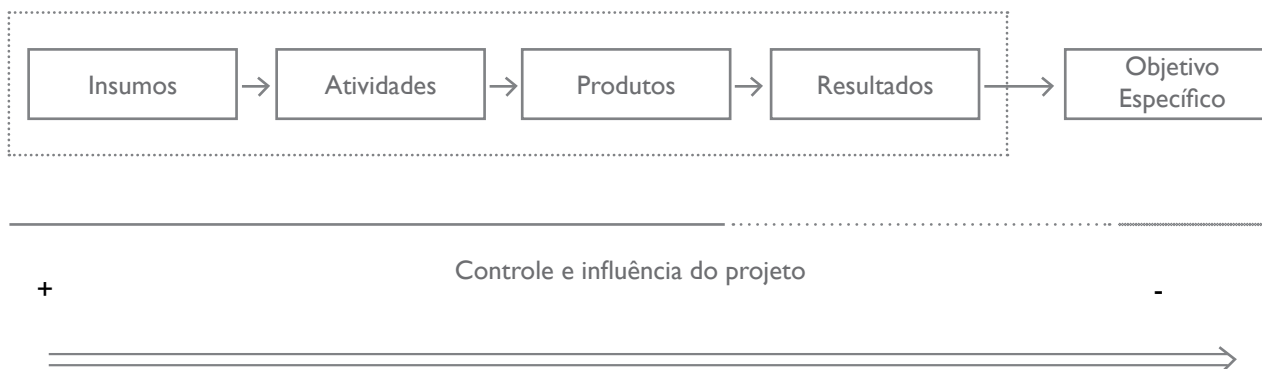 Insumos
Atividades
Produtos
Resultados
Objetivo
Específico
Controle e influência do projeto
+
-